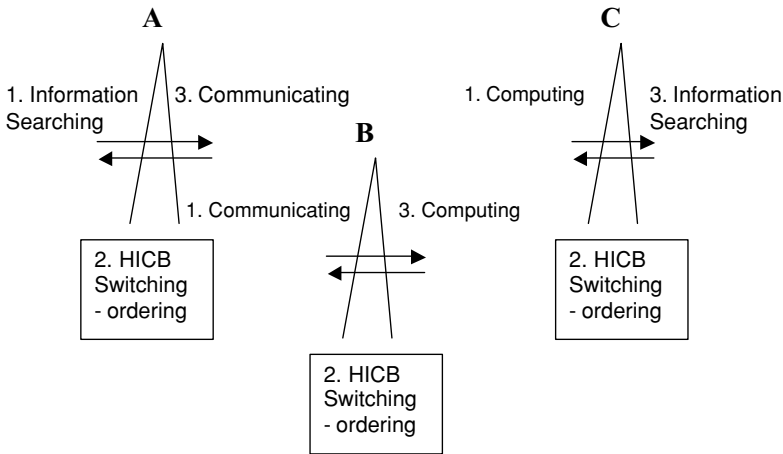 A
1. Information
Searching
3. Communicating
2. HICB
Switching
- ordering
B
1. Communicating
3. Computing
2. HICB
Switching
- ordering
C
1. Computing
3. Information
Searching
2. HICB
Switching
- ordering